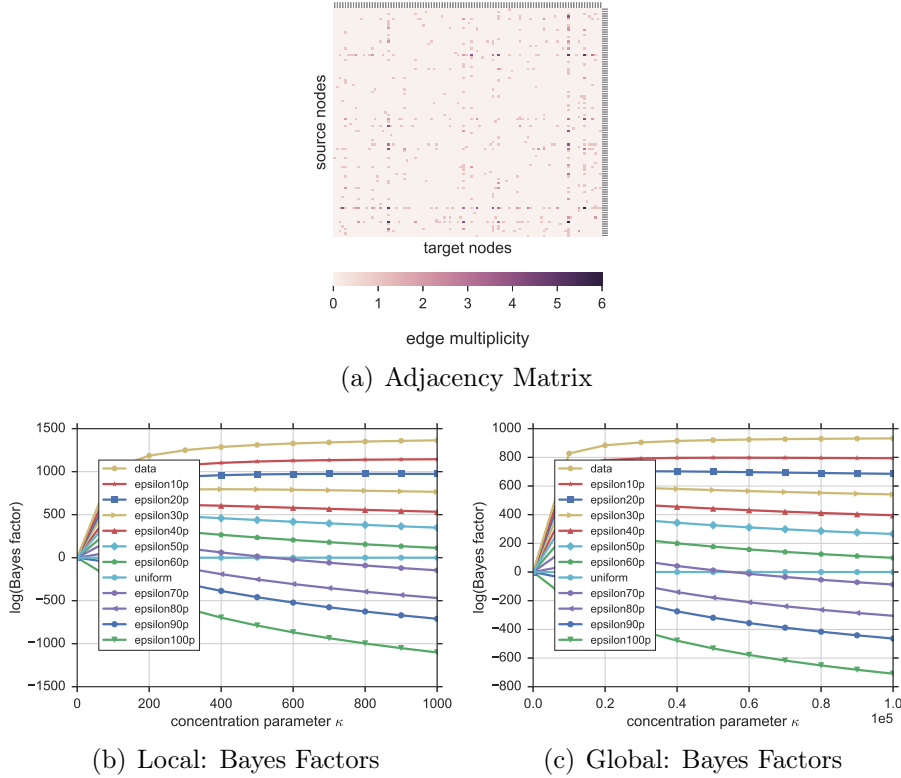 source nodes
target nodes
0 1 2 3 4 5 6
edge multiplicity
(a) Adjacency Matrix
1500
1000
500
0
−500
−1000
−1500
log(Bayes factor)
data
epsilon10p
epsilon20p
epsilon30p
epsilon40p
epsilon50p
epsilon60p
uniform
epsilon70p
epsilon80p
epsilon90p
epsilon100p
0 200 400 600 800 1000
concentration parameter κ
(b) Local: Bayes Factors
1000
800
600
400
200
0
−200
−400
−600
−800
log(Bayes factor)
data
epsilon10p
epsilon20p
epsilon30p
epsilon40p
epsilon50p
epsilon60p
uniform
epsilon70p
epsilon80p
epsilon90p
epsilon100p
0.0 0.2 0.4 0.6 0.8 1.0
1e5
concentration parameter κ
(c) Global: Bayes Factors